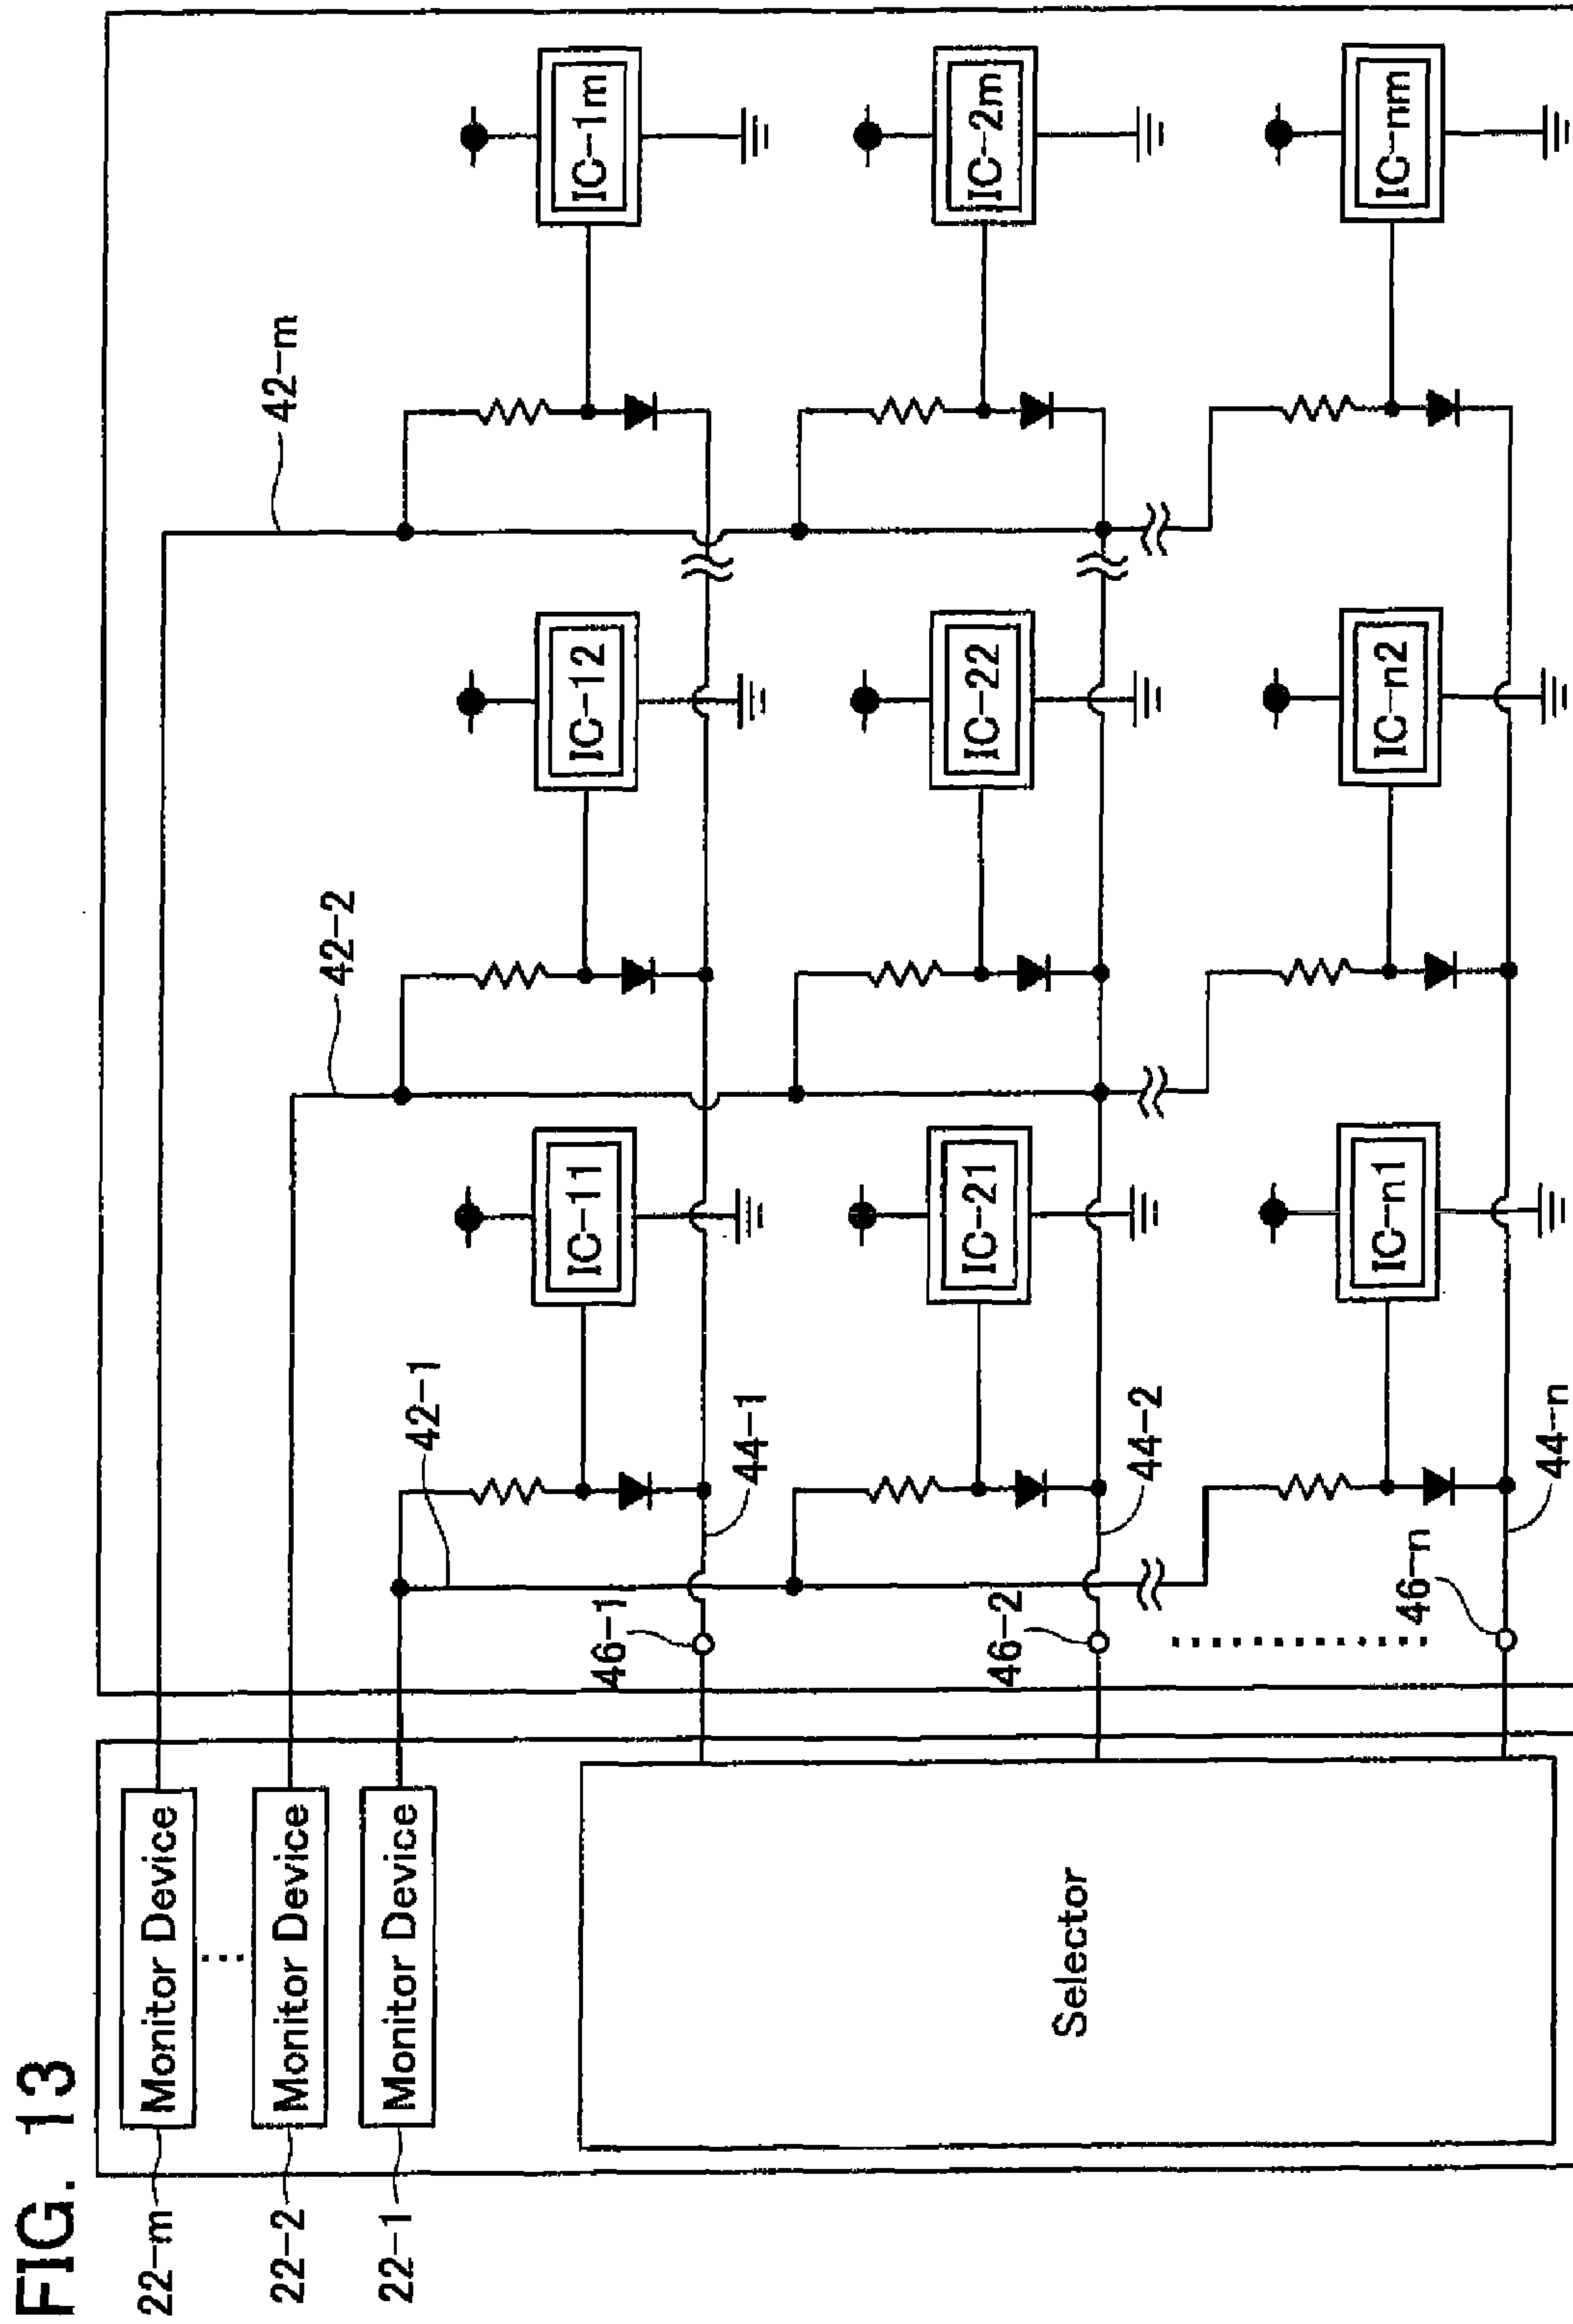 FIG. 13
22-m
Monitor Device
22-2
Monitor Device
22-1
Monitor Device
Selector
42-m
42-2
42-1
IC-11
IC-12
IC-1m
46-1
44-1
IC-21
IC-22
IC-2m
46-2
44-2
IC-n1
IC-n2
IC-nm
46-n
44-n